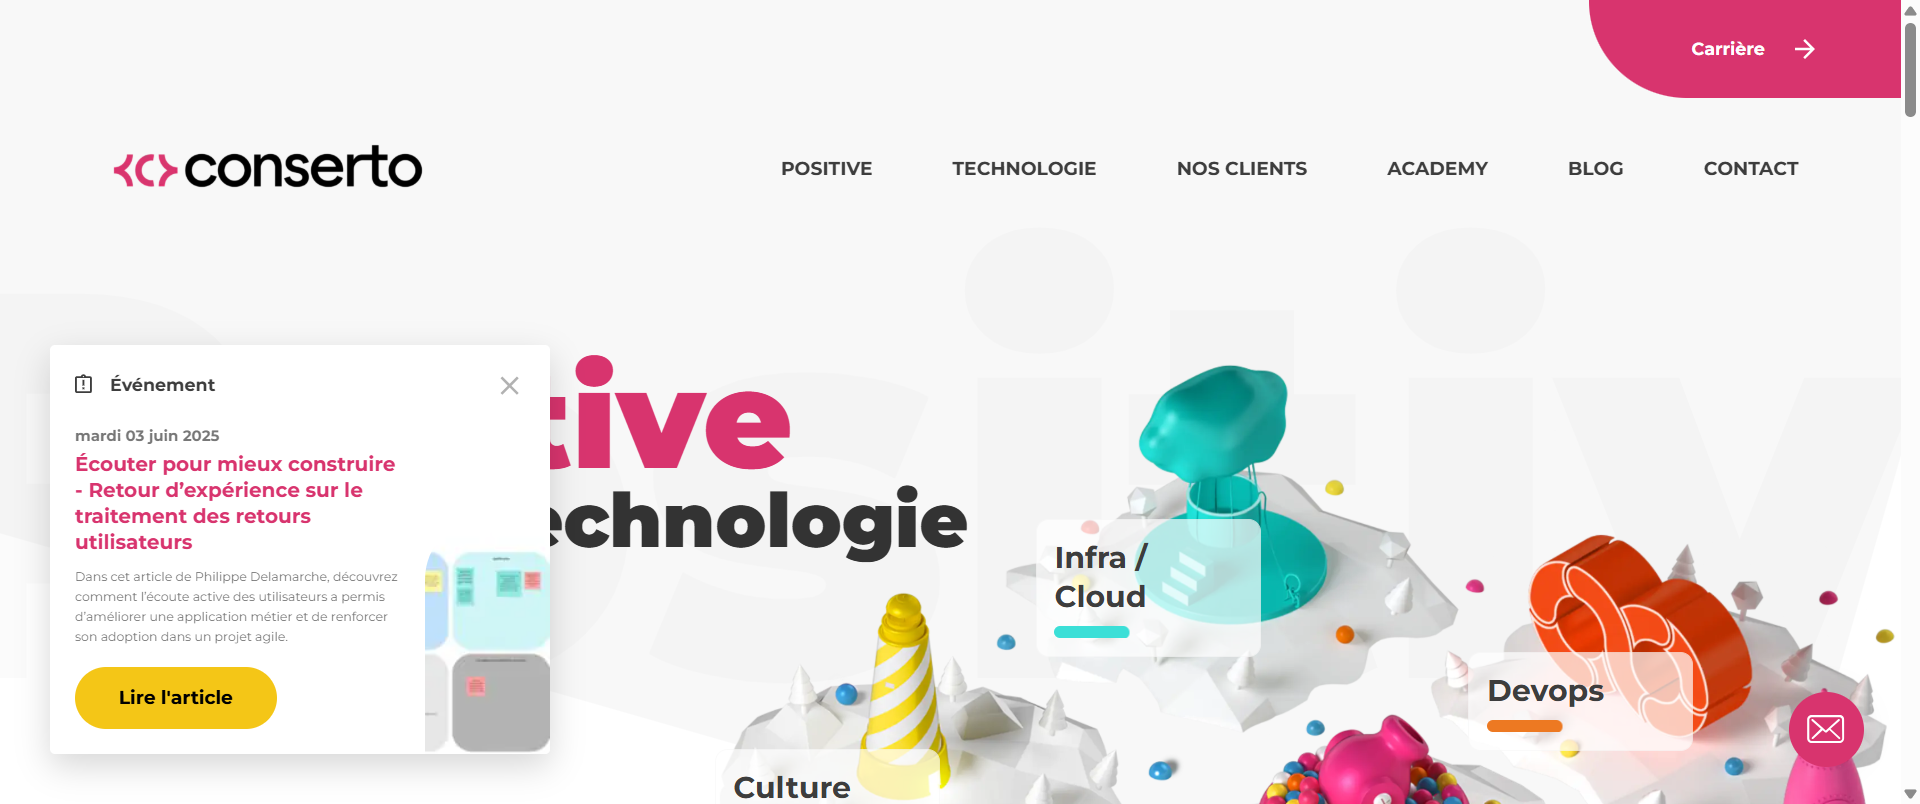 Carrière
conserto
POSITIVE
TECHNOLOGIE
NOS CLIENTS
ACADEMY
BLOG
CONTACT
Événement
mardi 03 juin 2025
Écouter pour mieux construire
- Retour d'expérience sur le
traitement des retours
utilisateurs
Dans cet article de Philippe Delamarche, découvrez
comment l'écoute active des utilisateurs a permis
d'améliorer une application métier et de renforcer
son adoption dans un projet agile.
Lire l'article
tive
echnologie
Infra /
Cloud
Devops
Culture